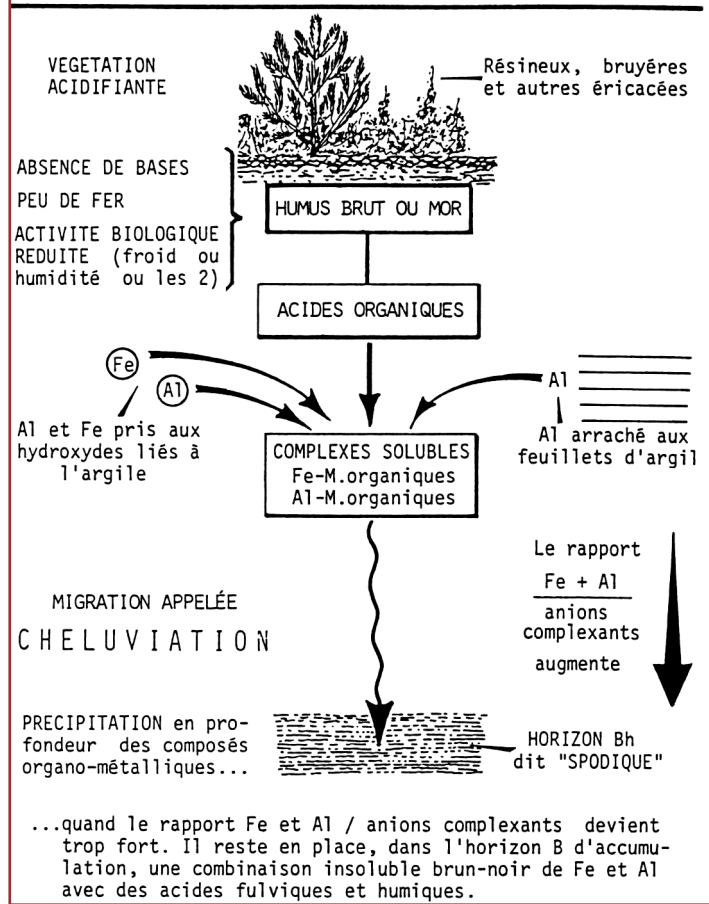 VEGETATION
ACIDIFIANTE
Résineux, bruyéres
et autres éricacées
ABSENCE DE BASES
PEU DE FER
ACTIVITE BIOLOGIQUE
REDUITE (froid ou
humidité ou les 2)
HUMUS BRUT OU MOR
ACIDES ORGANIQUES
Fe
Al
Al
Al et Fe pris aux
hydroxydes liés à
l'argile
COMPLEXES SOLUBLES
Fe-M.organiques
Al-M.organiques
Al arraché aux
feuillets d'argil
Le rapport
Fe + Al
anions
complexants
augmente
MIGRATION APPELÉE
CHELUVIATION
PRECIPITATION en pro-
fondeur des composés
organo-métalliques...
HORIZON Bh
dit "SPODIQUE"
...quand le rapport Fe et Al / anions complexants devient
trop fort. Il reste en place, dans l'horizon B d'accumu-
lation, une combinaison insoluble brun-noir de Fe et Al
avec des acides fulviques et humiques.